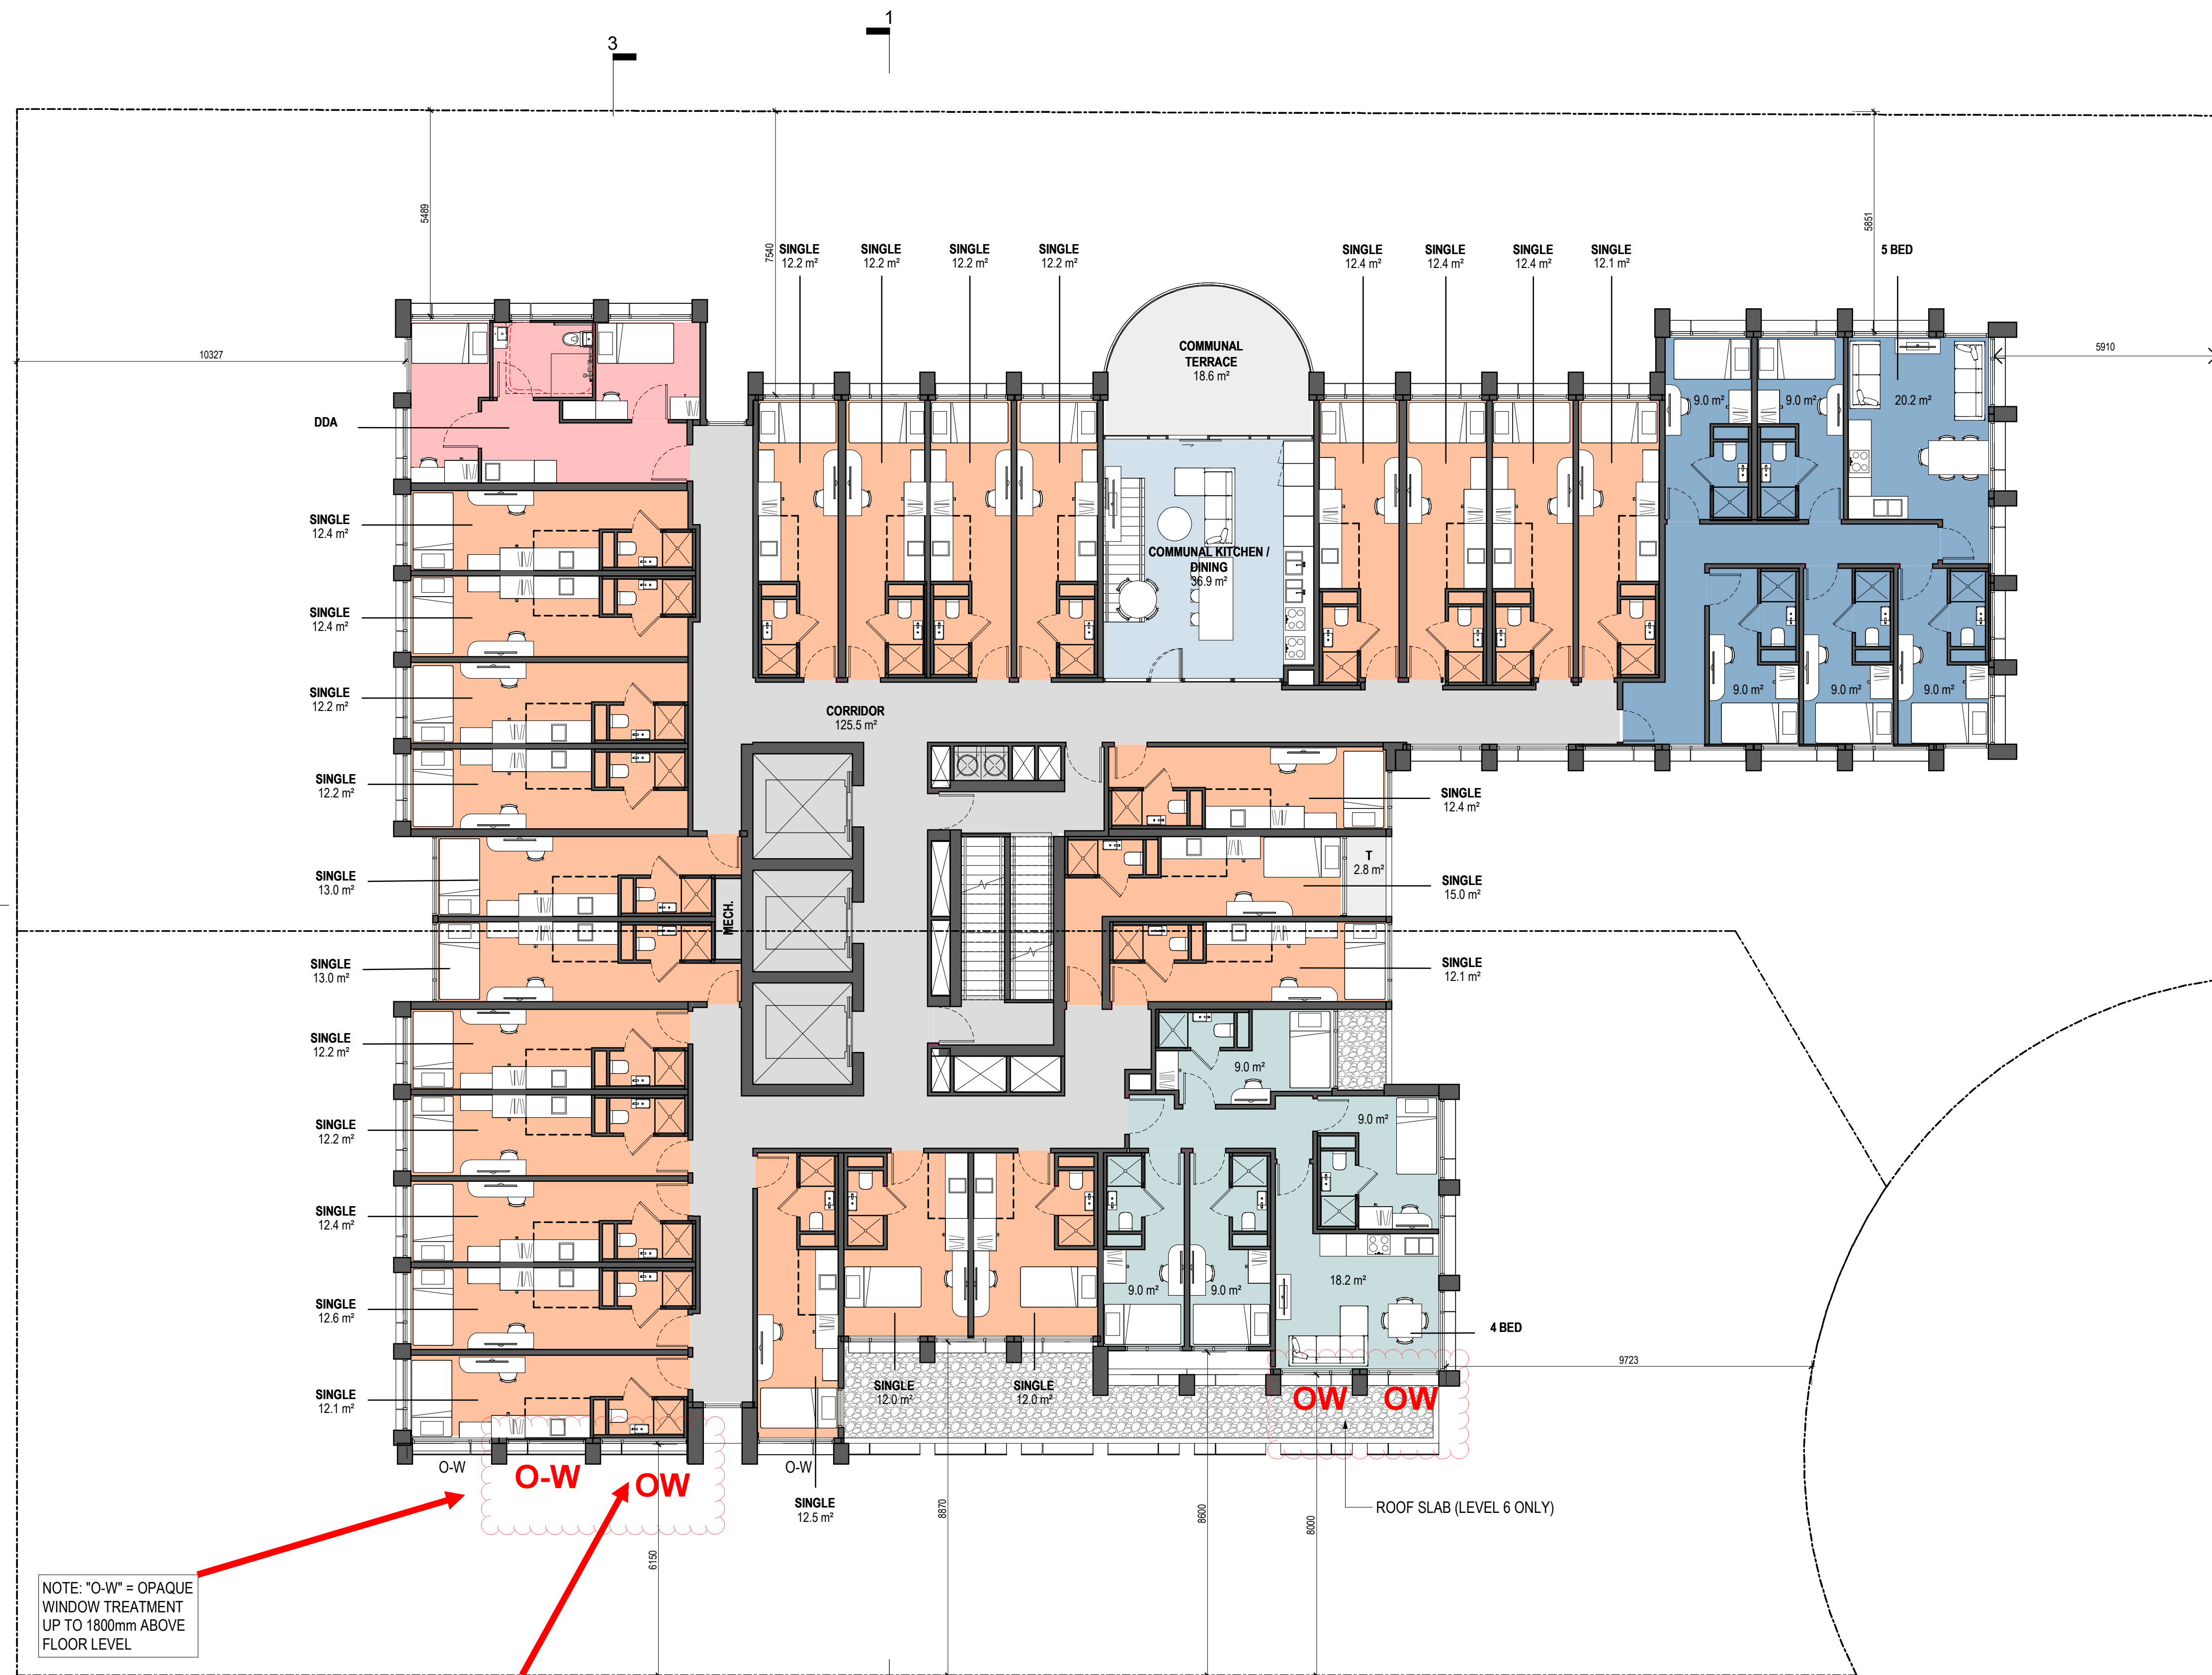 1
3
5489
7540
5851
10327
5910
SINGLE
12.2 m²
SINGLE
12.2 m²
SINGLE
12.2 m²
SINGLE
12.2 m²
SINGLE
12.4 m²
SINGLE
12.4 m²
SINGLE
12.4 m²
SINGLE
12.1 m²
5 BED
COMMUNAL
TERRACE
18.6 m²
9.0 m²
9.0 m²
20.2 m²
DDA
SINGLE
12.4 m²
COMMUNAL KITCHEN /
DINING
36.9 m²
SINGLE
12.4 m²
SINGLE
12.2 m²
9.0 m²
9.0 m²
9.0 m²
CORRIDOR
125.5 m²
SINGLE
12.2 m²
SINGLE
12.4 m²
SINGLE
13.0 m²
T
2.8 m²
SINGLE
15.0 m²
MECH.
SINGLE
13.0 m²
SINGLE
12.1 m²
SINGLE
12.2 m²
9.0 m²
SINGLE
12.2 m²
9.0 m²
SINGLE
12.4 m²
SINGLE
12.6 m²
9.0 m²
9.0 m²
18.2 m²
4 BED
9723
SINGLE
12.1 m²
SINGLE
12.0 m²
SINGLE
12.0 m²
OW
OW
O-W
O-W
OW
O-W
SINGLE
12.5 m²
8870
8600
8000
6150
ROOF SLAB (LEVEL 6 ONLY)
NOTE: "O-W" = OPAQUE
WINDOW TREATMENT
UP TO 1800mm ABOVE
FLOOR LEVEL